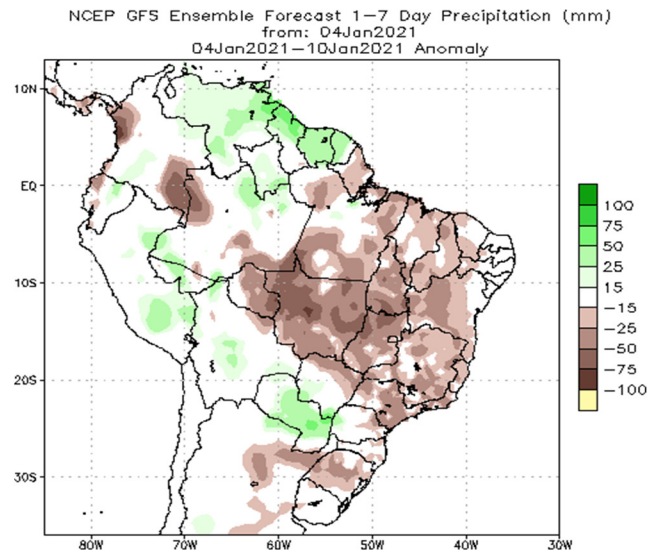 NCEP GFS Ensemble Forecast 1–7 Day Precipitation (mm)
from: 04Jan2021
04Jan2021–10Jan2021 Anomaly
10N
EQ
10S
20S
30S
80W 70W 60W 50W 40W 30W
100
75
50
25
15
−15
−25
−50
−75
−100